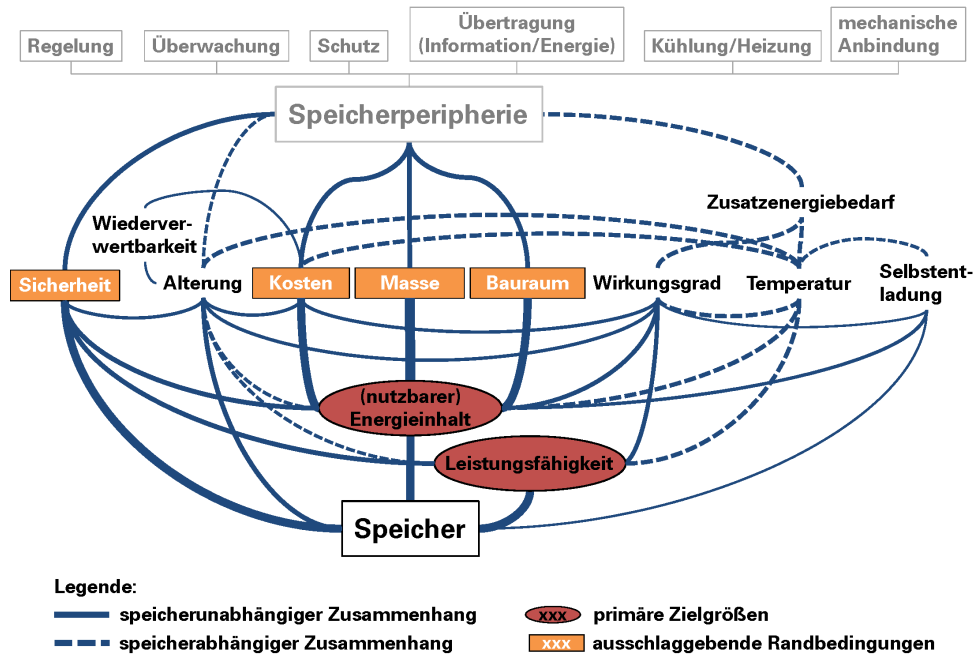 Regelung
Überwachung
Schutz
Übertragung
(Information/Energie)
Kühlung/Heizung
mechanische
Anbindung
Speicherperipherie
Zusatzenergiebedarf
Wiederver-
wertbarkeit
Sicherheit
Alterung
Kosten
Masse
Bauraum
Wirkungsgrad
Temperatur
Selbstent-
ladung
(nutzbarer)
Energieinhalt
Leistungsfähigkeit
Speicher
Legende:
speicherunabhängiger Zusammenhang
xxx primäre Zielgrößen
speicherabhängiger Zusammenhang
xxx ausschlaggebende Randbedingungen